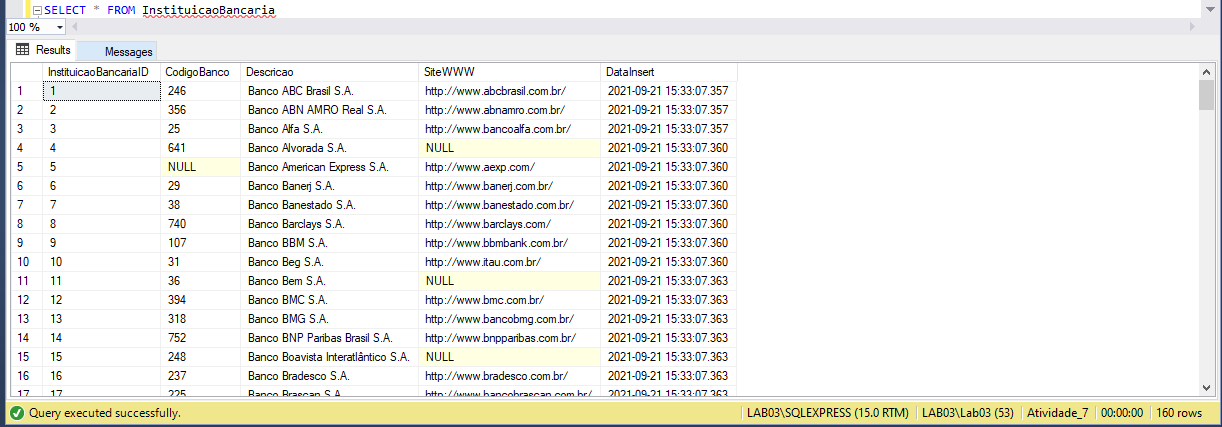 SELECT * FROM InstituicaoBancaria
100 %
Results Messages
InstituicaoBancariaID CodigoBanco Descricao SiteWWW DataInsert
1 1 246 Banco ABC Brasil S.A. http://www.abcbrasil.com.br/ 2021-09-21 15:33:07.357
2 2 356 Banco ABN AMRO Real S.A. http://www.abnamro.com.br/ 2021-09-21 15:33:07.357
3 3 25 Banco Alfa S.A. http://www.bancoalfa.com.br/ 2021-09-21 15:33:07.357
4 4 641 Banco Alvorada S.A. NULL 2021-09-21 15:33:07.360
5 5 NULL Banco American Express S.A. http://www.aexp.com/ 2021-09-21 15:33:07.360
6 6 29 Banco Banerj S.A. http://www.banerj.com.br/ 2021-09-21 15:33:07.360
7 7 38 Banco Banestado S.A. http://www.banestado.com.br/ 2021-09-21 15:33:07.360
8 8 740 Banco Barclays S.A. http://www.barclays.com/ 2021-09-21 15:33:07.360
9 9 107 Banco BBM S.A. http://www.bbmbank.com.br/ 2021-09-21 15:33:07.360
10 10 31 Banco Beg S.A. http://www.itau.com.br/ 2021-09-21 15:33:07.360
11 11 36 Banco Bem S.A. NULL 2021-09-21 15:33:07.363
12 12 394 Banco BMC S.A. http://www.bmc.com.br/ 2021-09-21 15:33:07.363
13 13 318 Banco BMG S.A. http://www.bancobmg.com.br/ 2021-09-21 15:33:07.363
14 14 752 Banco BNP Paribas Brasil S.A. http://www.bnpparibas.com.br/ 2021-09-21 15:33:07.363
15 15 248 Banco Boavista Interatlântico S.A. NULL 2021-09-21 15:33:07.363
16 16 237 Banco Bradesco S.A. http://www.bradesco.com.br/ 2021-09-21 15:33:07.363
17 17 225 Banco Brascan S.A. http://www.bancobrascan.com.br/ 2021-09-21 15:33:07.363
Query executed successfully. LAB03\SQLEXPRESS (15.0 RTM) LAB03\Lab03 (53) Atividade_7 00:00:00 160 rows